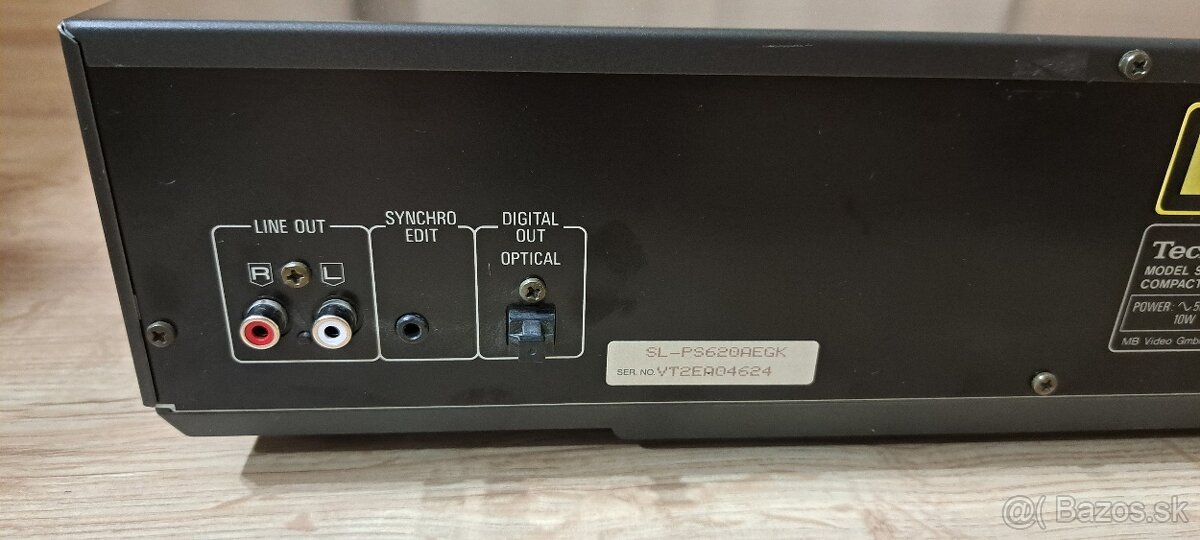 LINE OUT
R L
SYNCHRO
EDIT
DIGITAL
OUT
OPTICAL
SL-PS620AEGK
SER. NO. VT2EA04624
Tec
MODEL S
COMPACT
POWER: ∿ 5
10W
MB Video Gmb
@( Bazos.sk